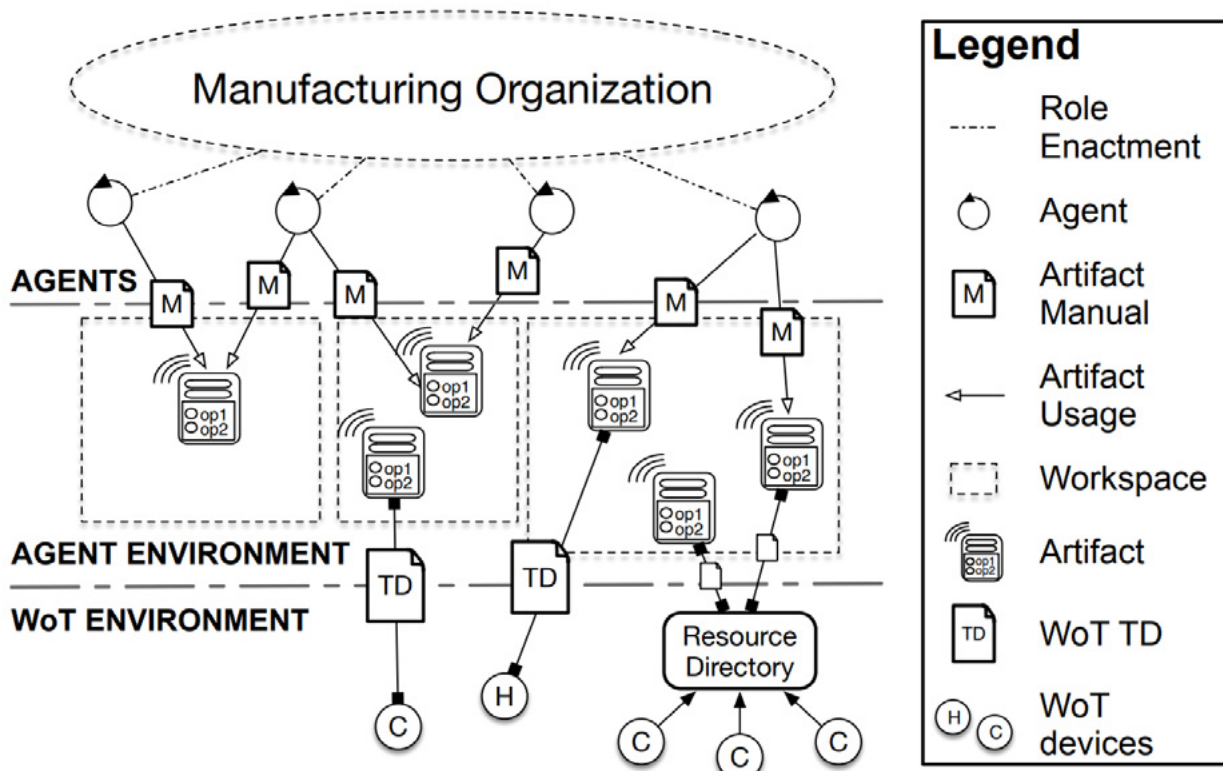 Manufacturing Organization
AGENTS
M
M
M
M
M
M
op1
op2
op1
op2
op1
op2
op1
op2
op1
op2
op1
op2
AGENT ENVIRONMENT
TD
TD
WoT ENVIRONMENT
Resource
Directory
H
C
C
C
C
Legend
Role
Enactment
Agent
M
Artifact
Manual
Artifact
Usage
Workspace
op1
op2
Artifact
TD
WoT TD
H
C
WoT
devices